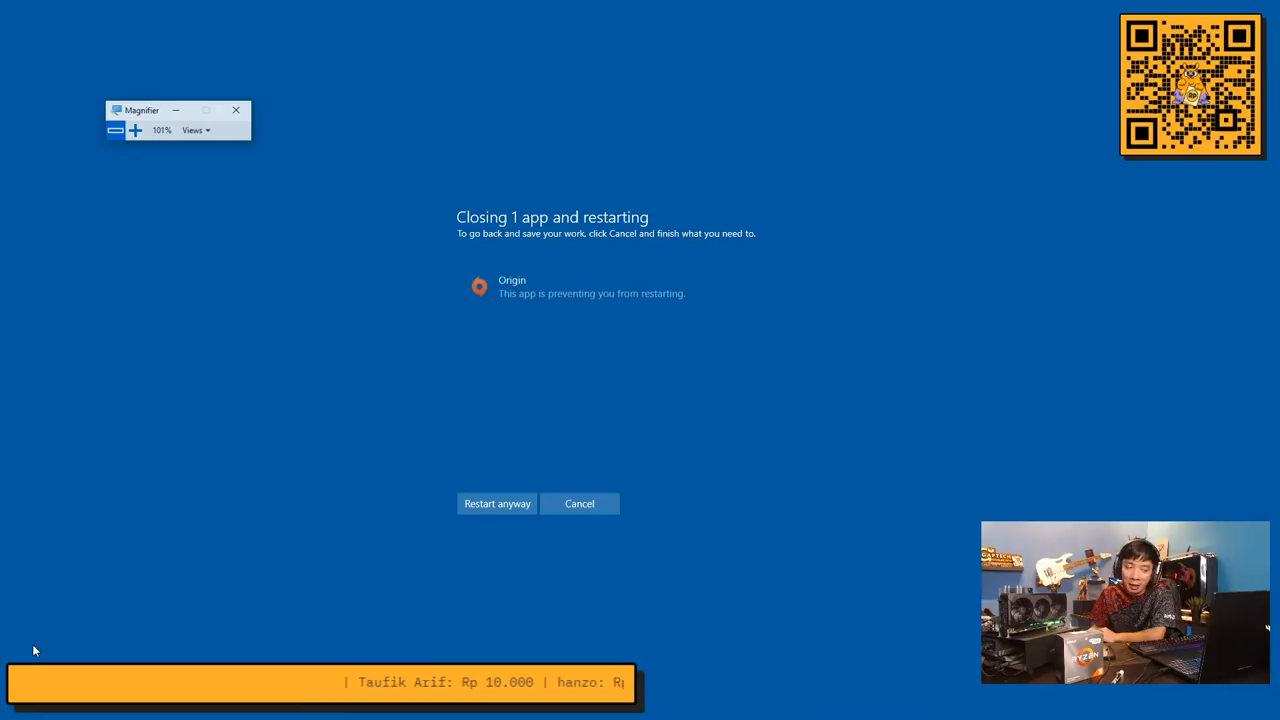 Magnifier
101% Views
Closing 1 app and restarting
To go back and save your work, click Cancel and finish what you need to.
Origin
This app is preventing you from restarting.
Restart anyway Cancel
| Taufik Arif: Rp 10.000 | hanzo: Rp
RYZEN